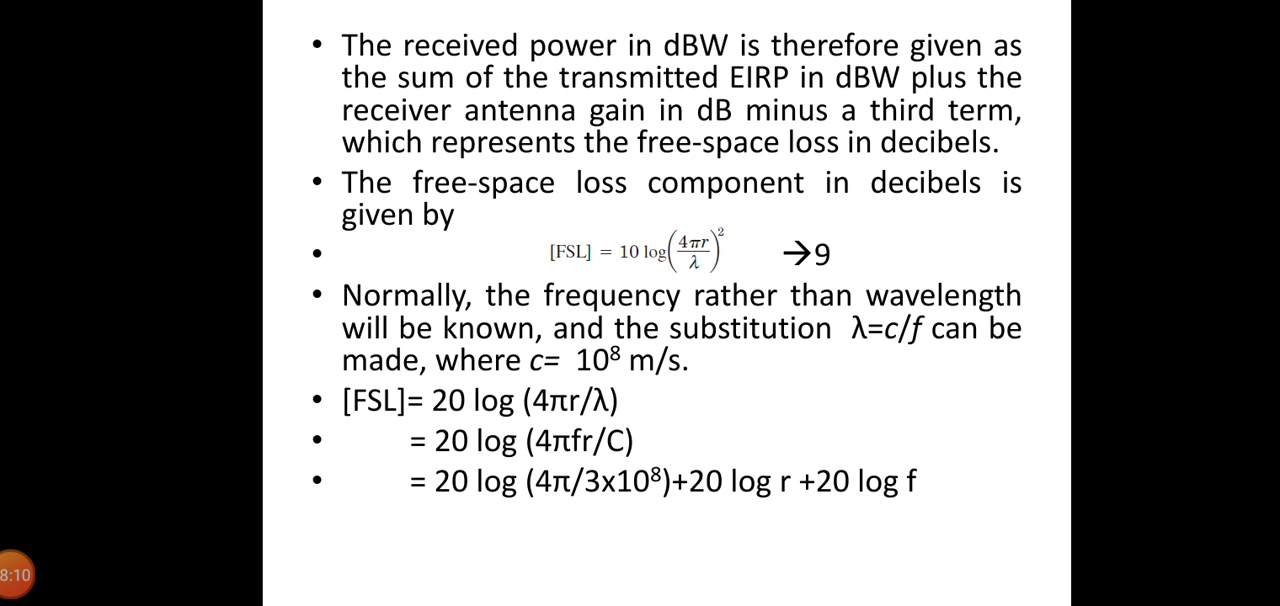 • The received power in dBW is therefore given as
the sum of the transmitted EIRP in dBW plus the
receiver antenna gain in dB minus a third term,
which represents the free-space loss in decibels.
• The free-space loss component in decibels is
given by
• [FSL] = 10 log(4πr/λ)² →9
• Normally, the frequency rather than wavelength
will be known, and the substitution λ=c/f can be
made, where c= 10⁸ m/s.
• [FSL]= 20 log (4πr/λ)
• = 20 log (4πfr/C)
• = 20 log (4π/3x10⁸)+20 log r +20 log f
8:10